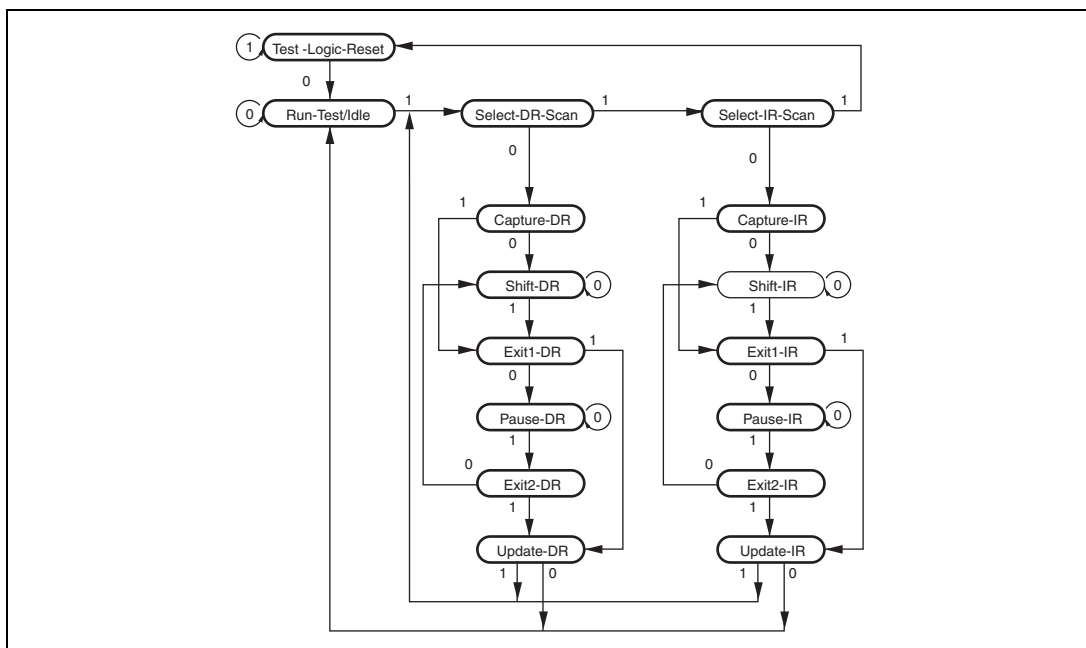 1 Test -Logic-Reset
0
0 Run-Test/Idle 1 Select-DR-Scan 1 Select-IR-Scan 1
0 0
1 1
Capture-DR Capture-IR
0 0
Shift-DR 0 Shift-IR 0
1 1
Exit1-DR 1 Exit1-IR 1
0 0
Pause-DR 0 Pause-IR 0
1 1
0 0
Exit2-DR Exit2-IR
1 1
Update-DR Update-IR
1 0 1 0